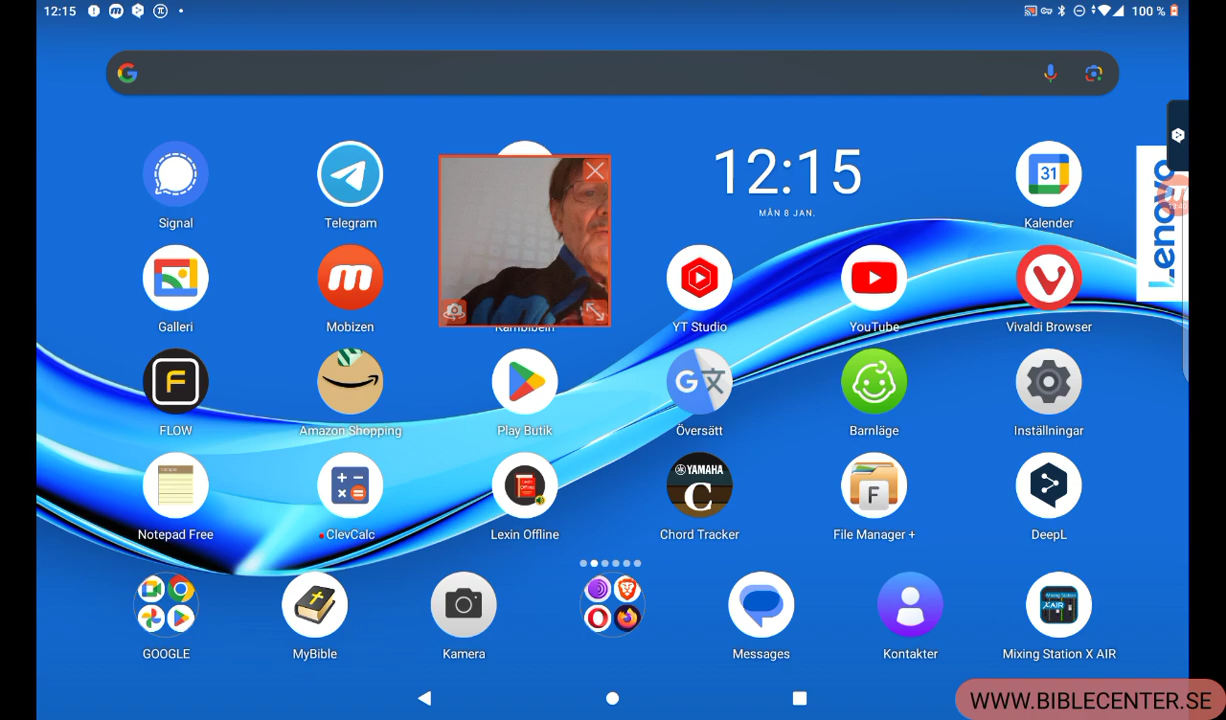 12:15
100 %
12:15
MÅN 8 JAN.
31
Signal
Telegram
Kalender
Lenovo
Galleri
Mobizen
YT Studio
YouTube
Vivaldi Browser
FLOW
Amazon Shopping
Play Butik
Översätt
Barnläge
Inställningar
YAMAHA
C
Notepad Free
ClevCalc
Lexin Offline
Chord Tracker
File Manager +
DeepL
GOOGLE
MyBible
Kamera
Messages
Kontakter
Mixing Station X AIR
WWW.BIBLECENTER.SE